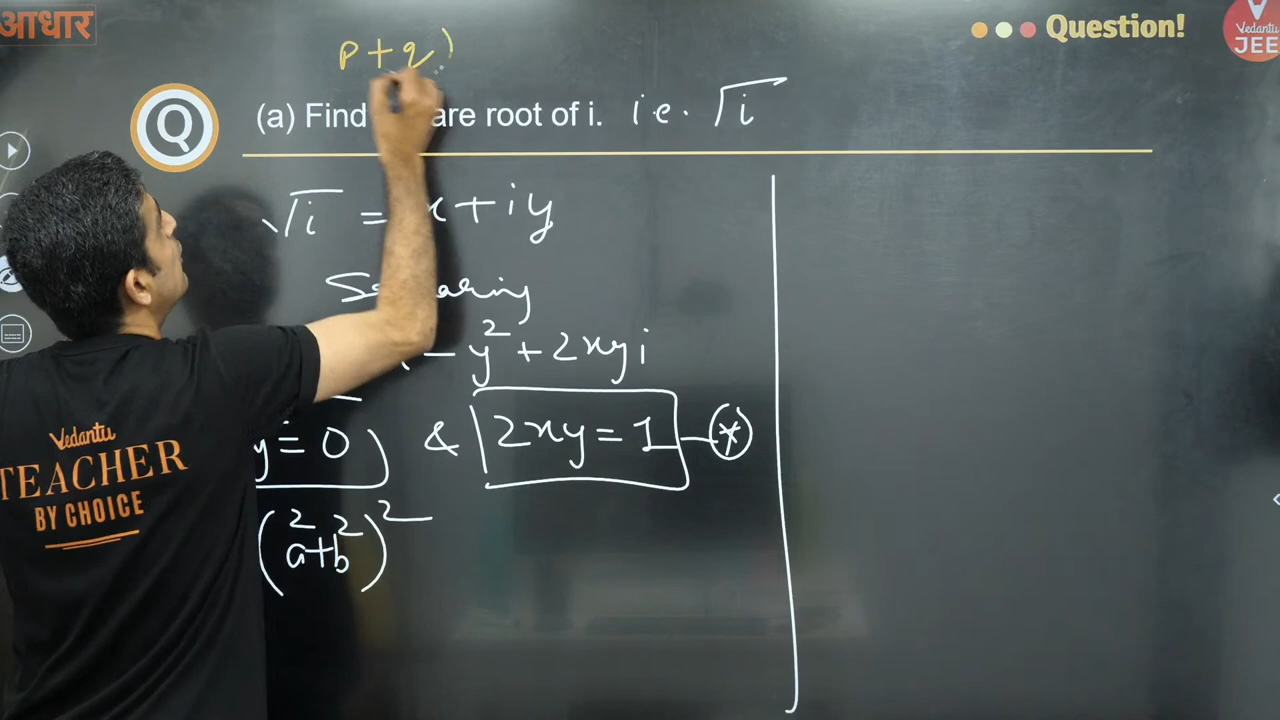 आधार
p + q)
Question!
Vedantu
JEE
Q
(a) Find are root of i. i.e. √i
√i = x + iy
Squaring
- y² + 2xyi
y = 0 ) & 2xy = 1 - *
(a² + b²)²
Vedantu
TEACHER
BY CHOICE